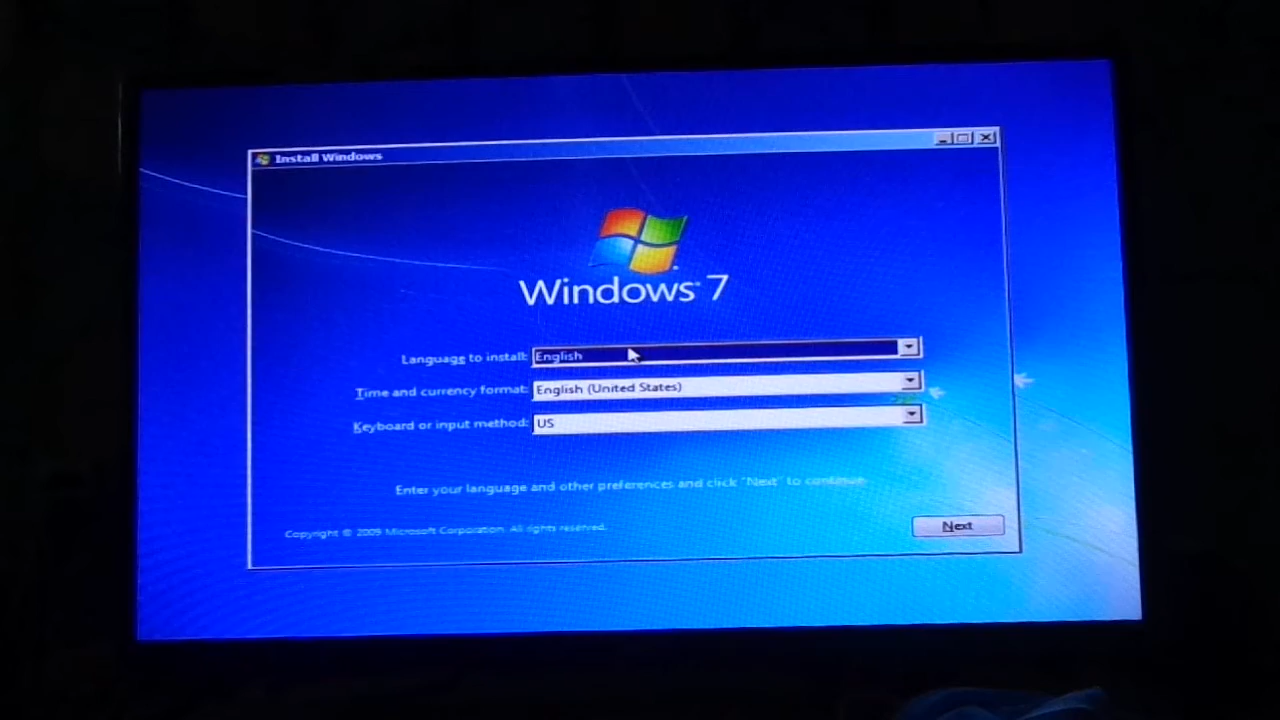 Install Windows
Windows 7
Language to install: English
Time and currency format: English (United States)
Keyboard or input method: US
Enter your language and other preferences and click "Next" to continue.
Copyright © 2009 Microsoft Corporation. All rights reserved.
Next